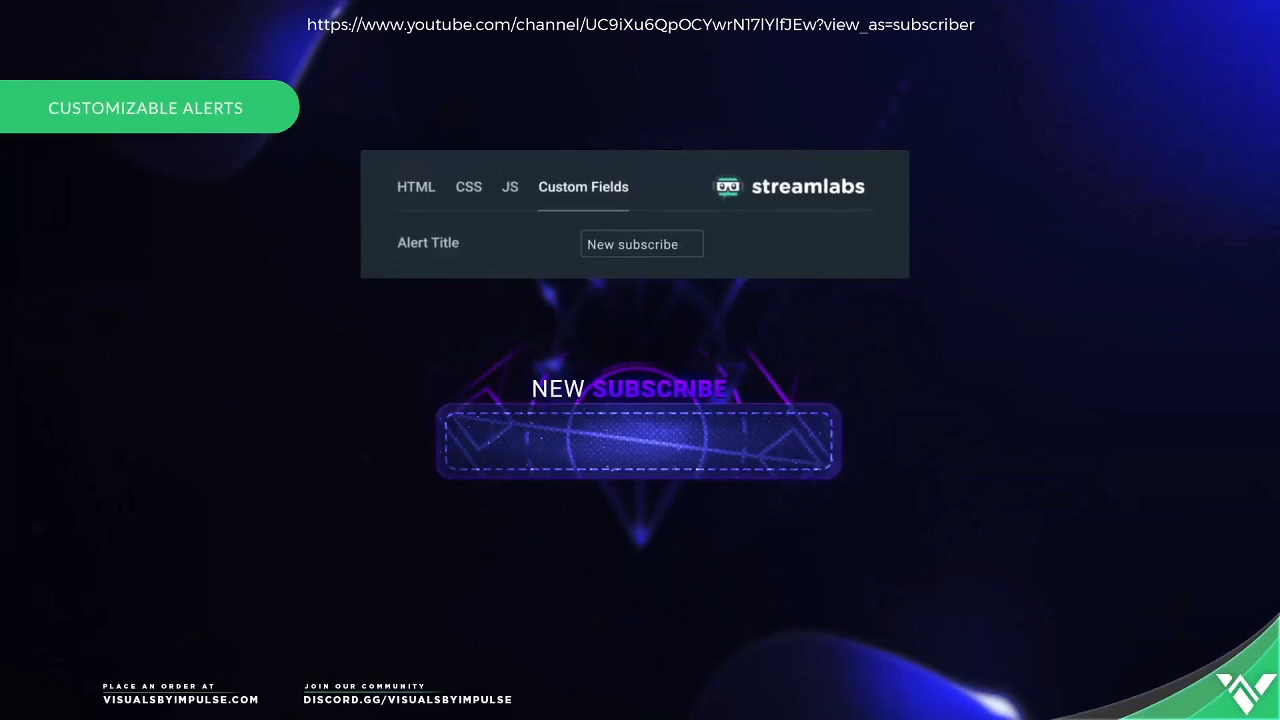 https://www.youtube.com/channel/UC9iXu6QpOCYwrN17lYlfJEw?view_as=subscriber
CUSTOMIZABLE ALERTS
HTML CSS JS Custom Fields streamlabs
Alert Title New subscribe
NEW SUBSCRIBE
PLACE AN ORDER AT
VISUALSBYIMPULSE.COM
JOIN OUR COMMUNITY
DISCORD.GG/VISUALSBYIMPULSE